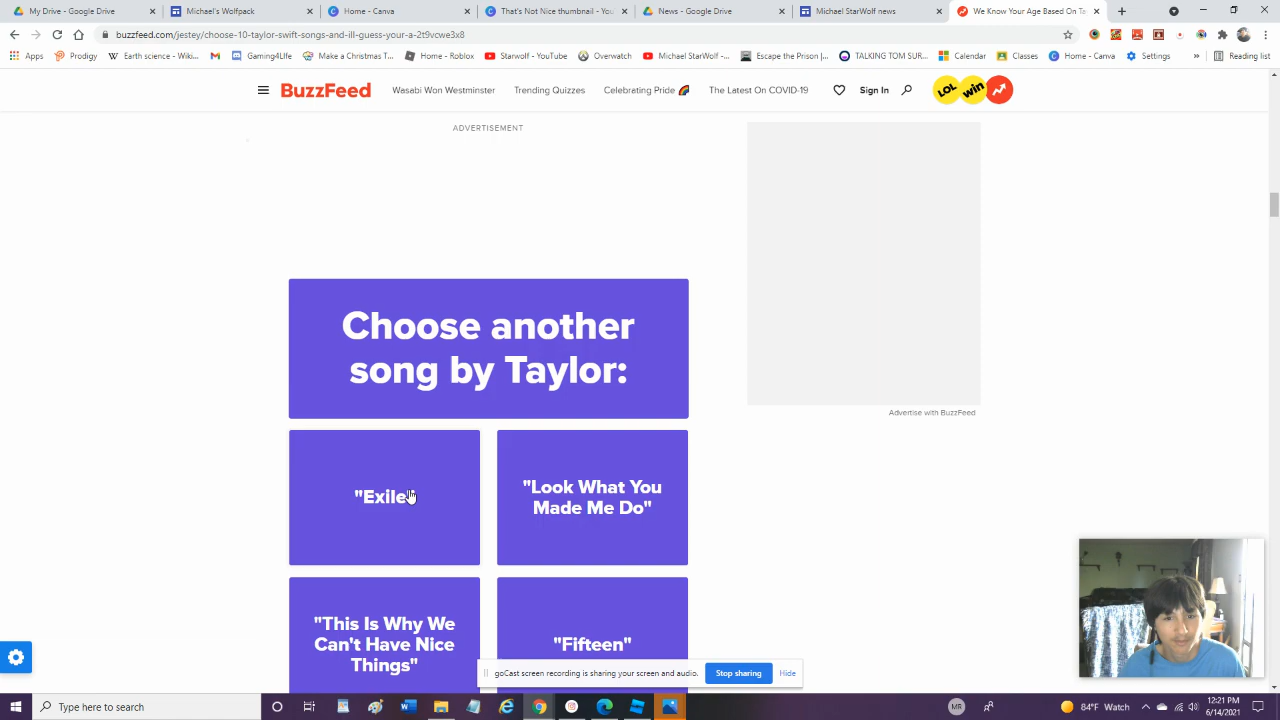 My Drive - Google Drive
Michael's Wolfpack
Home - Canva
That's Not Nice thumbnail - You
News - Google Drive
Michael StarWolf news
We Know Your Age Based On Ta
buzzfeed.com/jestey/choose-10-taylor-swift-songs-and-ill-guess-your-a-2t9vowe3x8
Apps
Prodigy
Earth science - Wiki...
Gaming4LIfe
Make a Christmas T...
Home - Roblox
Starwolf - YouTube
Overwatch
Michael StarWolf
Escape the Prison |...
TALKING TOM SUR...
Calendar
Classes
Home - Canva
Settings
Reading list
BuzzFeed
Wasabi Won Westminster
Trending Quizzes
Celebrating Pride
The Latest On COVID-19
Sign In
LOL
win
ADVERTISEMENT
Advertise with BuzzFeed
Choose another
song by Taylor:
"Exile
"Look What You
Made Me Do"
"This Is Why We
Can't Have Nice
Things"
"Fifteen"
goCast screen recording is sharing your screen and audio.
Stop sharing
Hide
Type here to search
MR
84°F Watch
12:21 PM
6/14/2021